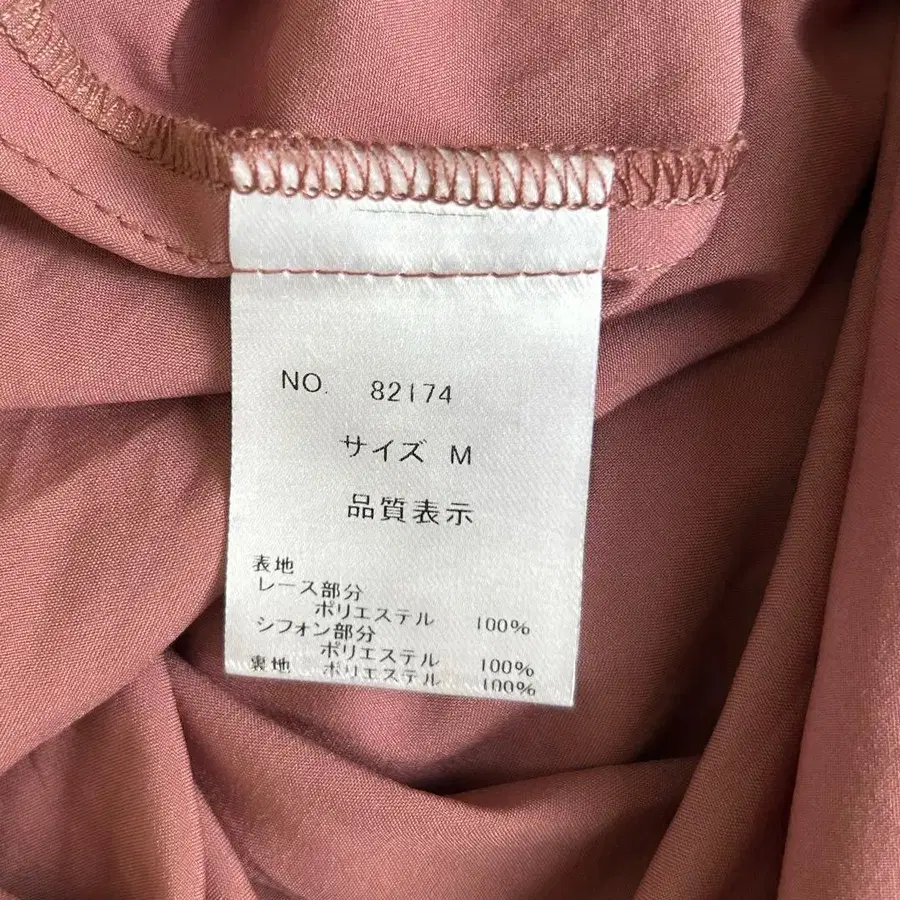 NO. 82174
サイズ M
品質表示
表地
レース部分
ポリエステル 100%
シフォン部分
ポリエステル 100%
裏地 ポリエステル 100%